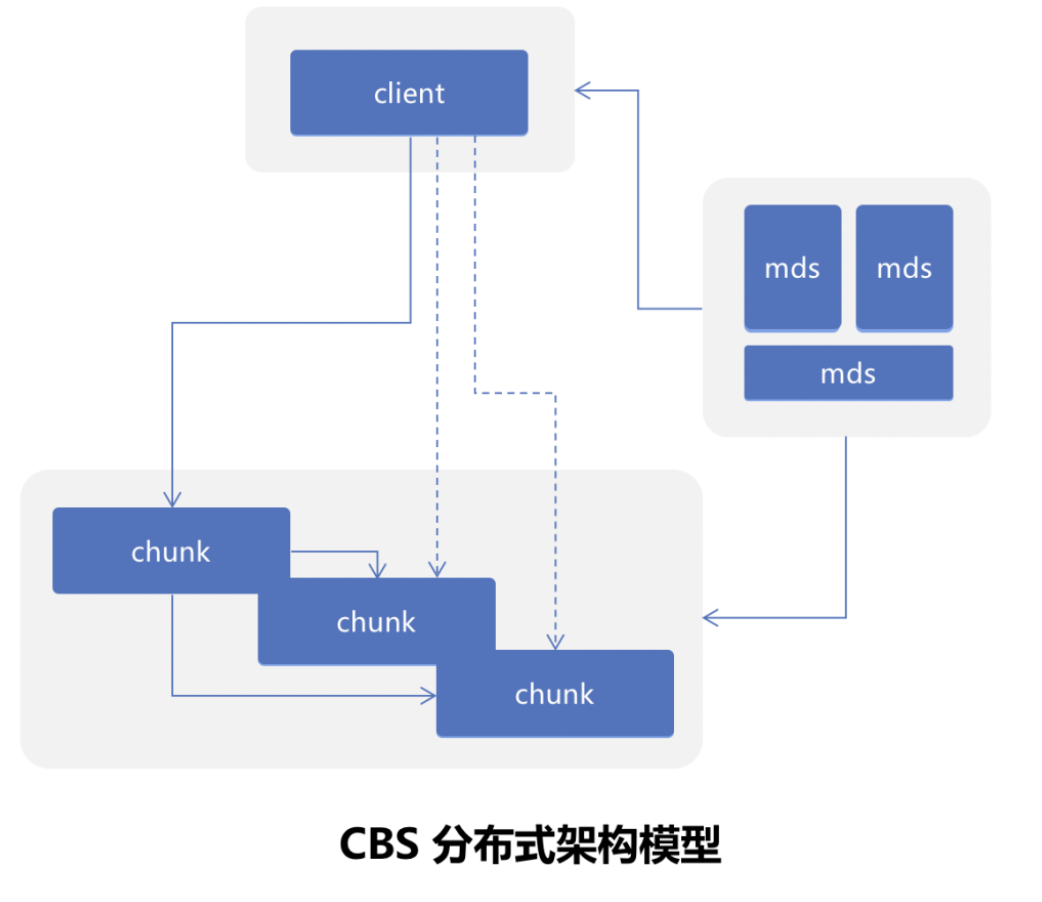 client
mds
mds
mds
chunk
chunk
chunk
CBS 分布式架构模型